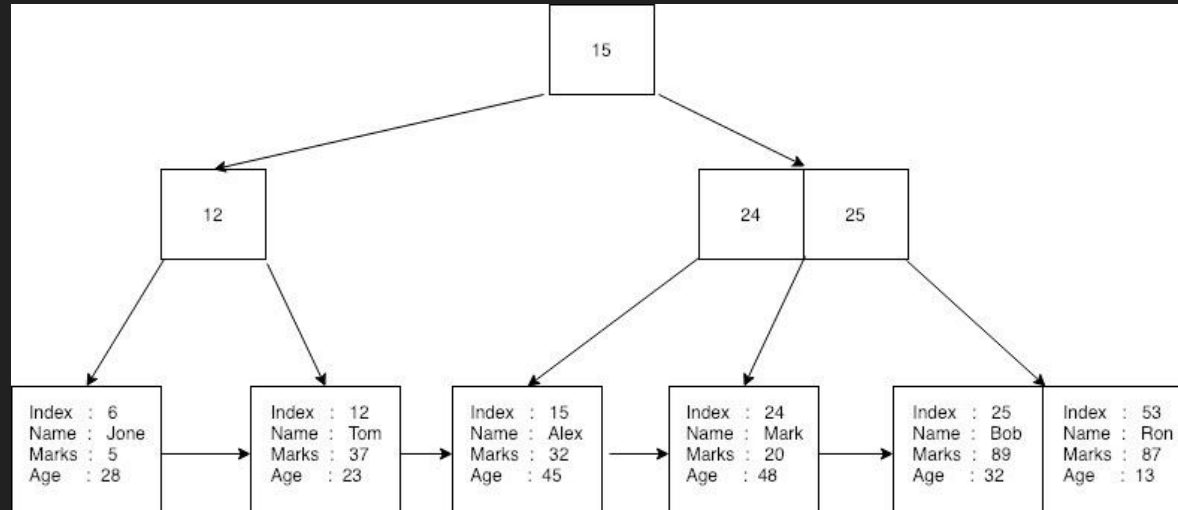 15
12
24
25
Index : 6
Name : Jone
Marks : 5
Age : 28
Index : 12
Name : Tom
Marks : 37
Age : 23
Index : 15
Name : Alex
Marks : 32
Age : 45
Index : 24
Name : Mark
Marks : 20
Age : 48
Index : 25
Name : Bob
Marks : 89
Age : 32
Index : 53
Name : Ron
Marks : 87
Age : 13